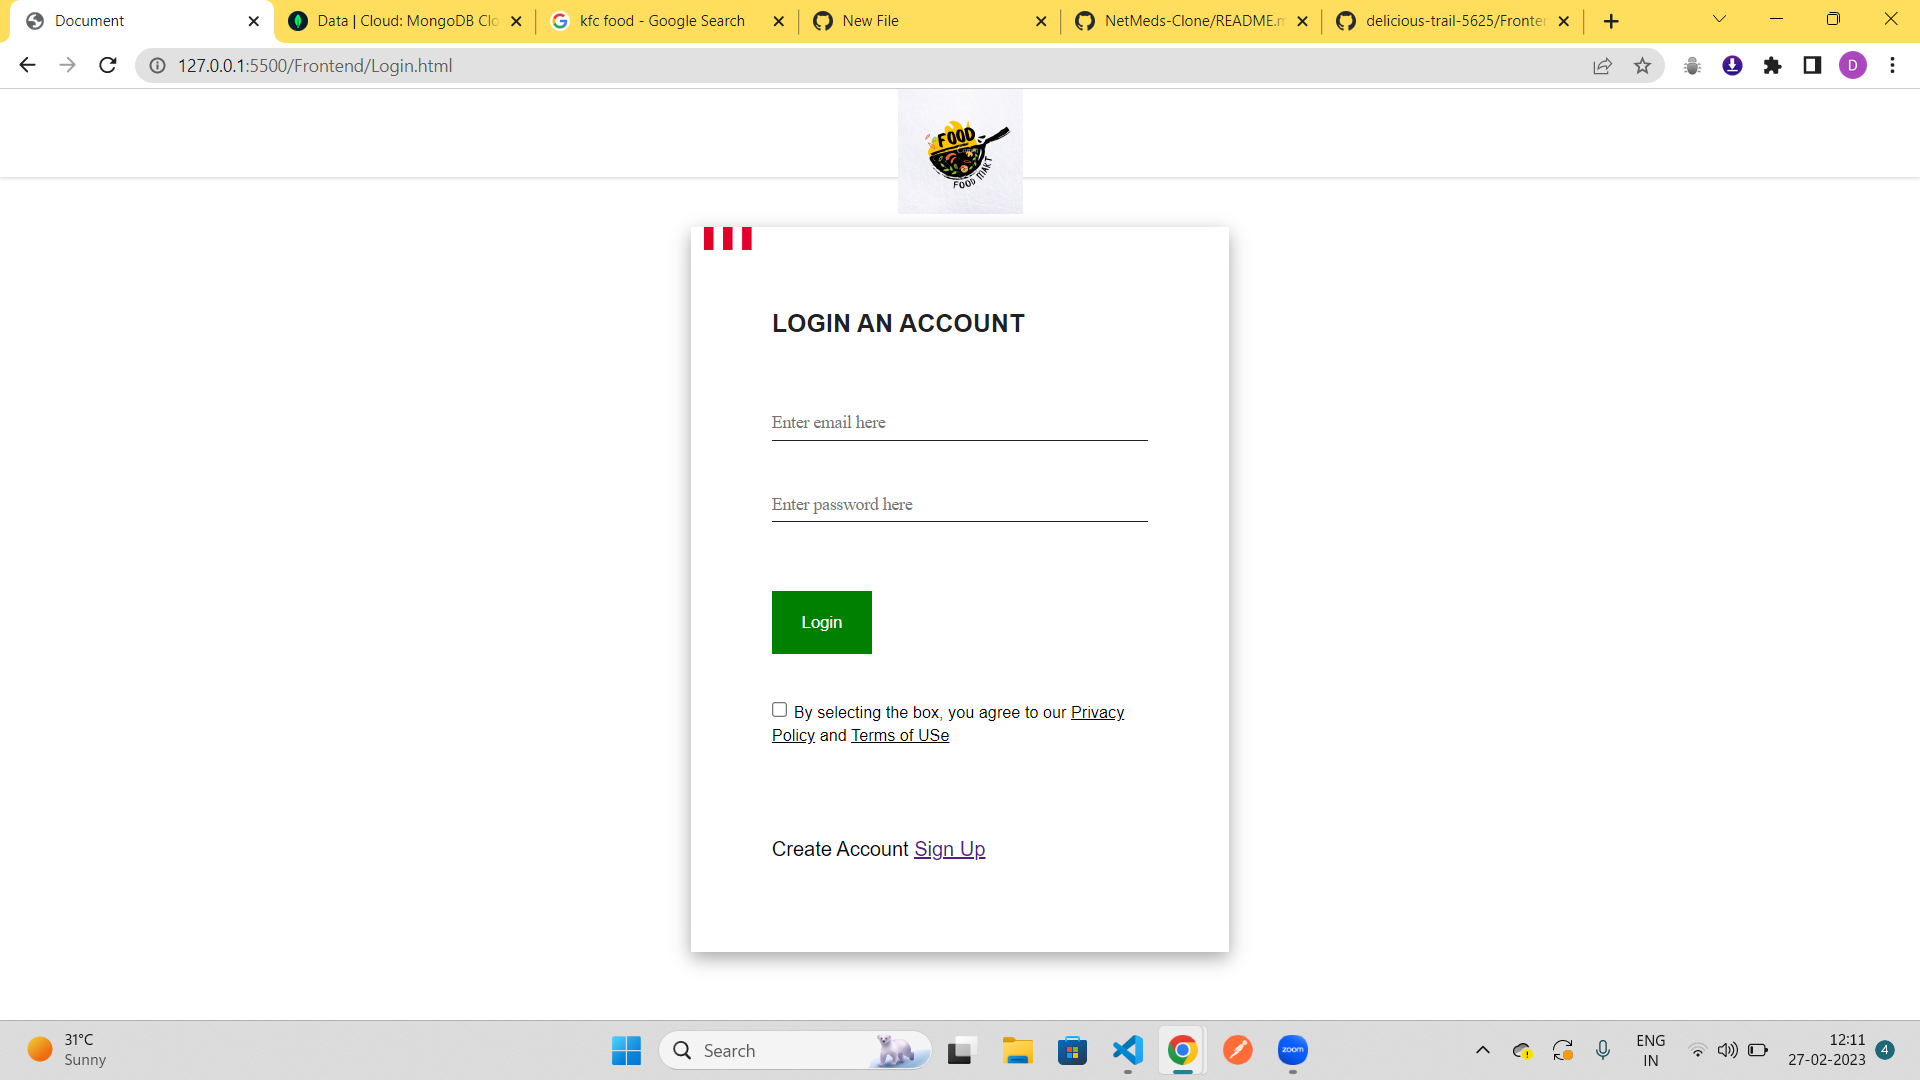 Document
Data | Cloud: MongoDB Clo
kfc food - Google Search
New File
NetMeds-Clone/README.m
delicious-trail-5625/Fronten
127.0.0.1:5500/Frontend/Login.html
D
FOOD
FOOD MART
LOGIN AN ACCOUNT
Enter email here
Enter password here
Login
By selecting the box, you agree to our Privacy
Policy and Terms of USe
Create Account Sign Up
31°C
Sunny
Search
zoom
ENG
IN
12:11
27-02-2023
4